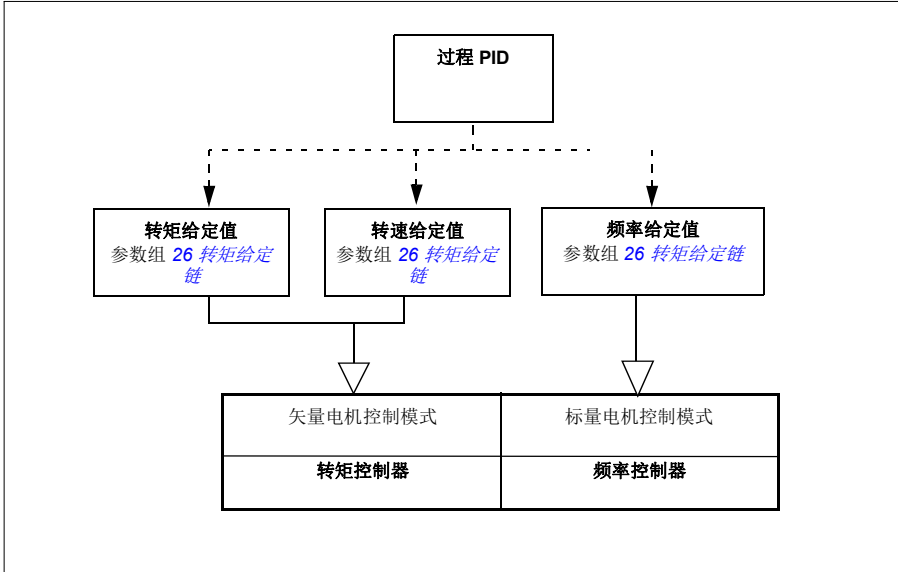 过程 PID
转矩给定值
参数组 26 转矩给定
链
转速给定值
参数组 26 转矩给定
链
频率给定值
参数组 26 转矩给定链
矢量电机控制模式
标量电机控制模式
转矩控制器
频率控制器